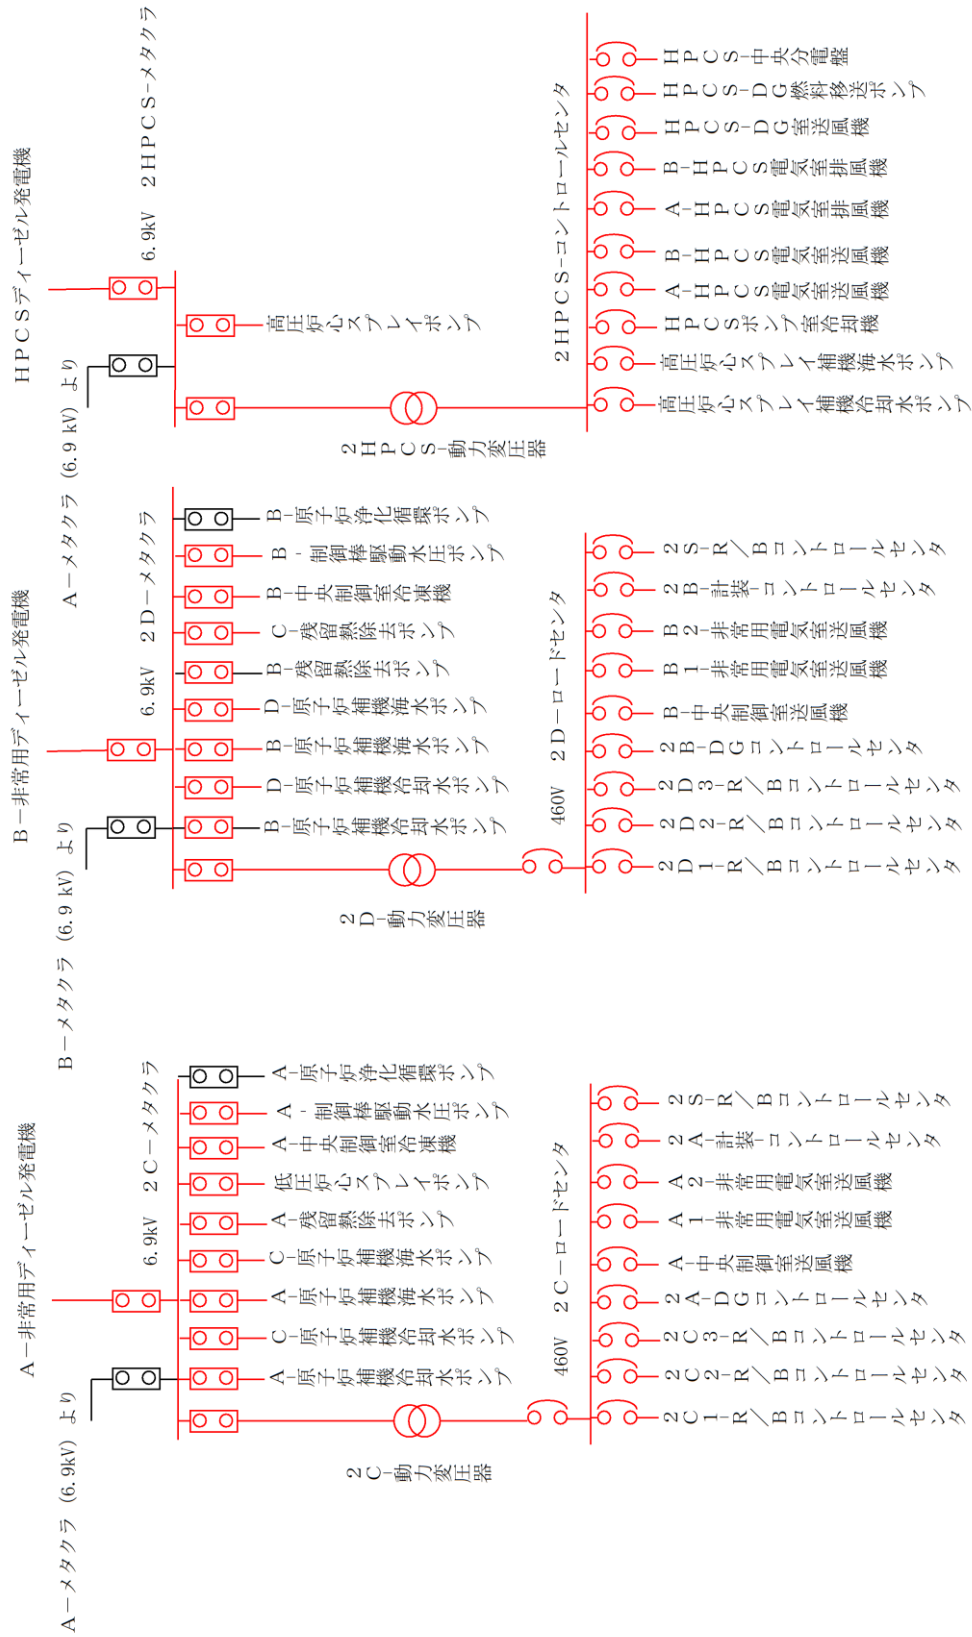 A－非常用ディーゼル発電機
A－メタクラ (6.9kV) より
6.9kV ２C－メタクラ
A-原子炉補機冷却水ポンプ
C-原子炉補機冷却水ポンプ
A-原子炉補機海水ポンプ
C-原子炉補機海水ポンプ
A-残留熱除去ポンプ
低圧炉心スプレイポンプ
A-中央制御室冷凍機
A-制御棒駆動水圧ポンプ
A-原子炉浄化循環ポンプ
２C-動力変圧器
460V ２C－ロードセンタ
２C１-R／Bコントロールセンタ
２C２-R／Bコントロールセンタ
２C３-R／Bコントロールセンタ
２A-DGコントロールセンタ
A-中央制御室送風機
A１-非常用電気室送風機
A２-非常用電気室送風機
２A-計装-コントロールセンタ
２S-R／Bコントロールセンタ
B－非常用ディーゼル発電機
B－メタクラ (6.9 kV) より
6.9kV ２D－メタクラ
B-原子炉補機冷却水ポンプ
D-原子炉補機冷却水ポンプ
B-原子炉補機海水ポンプ
D-原子炉補機海水ポンプ
B-残留熱除去ポンプ
C-残留熱除去ポンプ
B-中央制御室冷凍機
B-制御棒駆動水圧ポンプ
B-原子炉浄化循環ポンプ
２D-動力変圧器
460V ２D－ロードセンタ
２D１-R／Bコントロールセンタ
２D２-R／Bコントロールセンタ
２D３-R／Bコントロールセンタ
２B-DGコントロールセンタ
B-中央制御室送風機
B１-非常用電気室送風機
B２-非常用電気室送風機
２B-計装-コントロールセンタ
２S-R／Bコントロールセンタ
HPCSディーゼル発電機
A－メタクラ (6.9 kV) より
6.9kV ２HPCS-メタクラ
高圧炉心スプレイポンプ
２HPCS-動力変圧器
２HPCS-コントロールセンタ
高圧炉心スプレイ補機冷却水ポンプ
高圧炉心スプレイ補機海水ポンプ
HPCSポンプ室冷却機
A-HPCS電気室送風機
B-HPCS電気室送風機
A-HPCS電気室排風機
B-HPCS電気室排風機
HPCS-DG室送風機
HPCS-DG燃料移送ポンプ
HPCS-中央分電盤